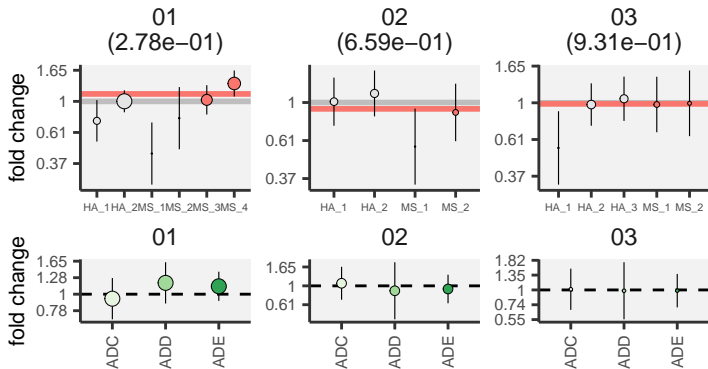 01 02 03
(2.78e−01) (6.59e−01) (9.31e−01)
fold change
1.65
1
0.61
0.37
HA_1 HA_2 MS_1 MS_2 MS_3 MS_4
1
0.61
0.37
HA_1 HA_2 MS_1 MS_2
1.65
1
0.61
0.37
HA_1 HA_2 HA_3 MS_1 MS_2
01 02 03
fold change
1.65
1.28
1
0.78
ADC ADD ADE
1.65
1
0.61
ADC ADD ADE
1.82
1.35
1
0.74
0.55
ADC ADD ADE